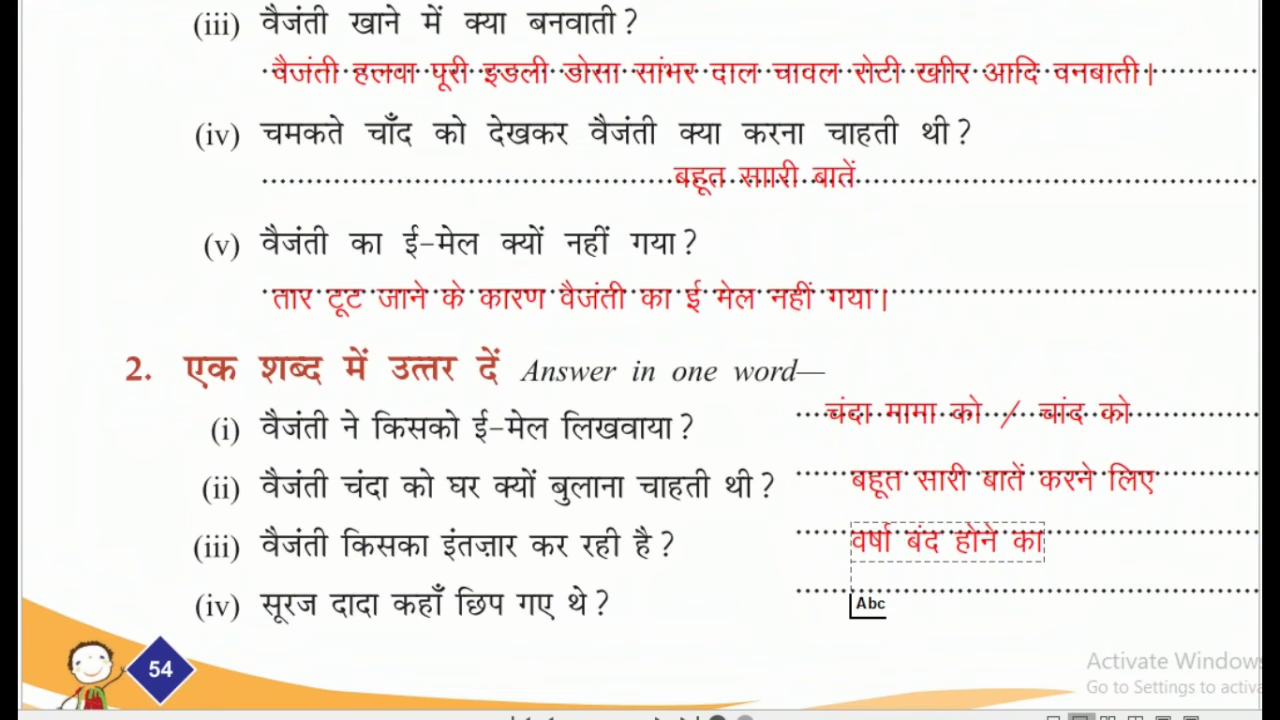 (iii) वैजंती खाने में क्या बनवाती?
वैजंती हलवा पूरी इडली डोसा सांभर दाल चावल रोटी खाीर आदि वनबाती।
(iv) चमकते चाँद को देखकर वैजंती क्या करना चाहती थी?
बहूत साारी बातें
(v) वैजंती का ई-मेल क्यों नहीं गया?
तार टूट जाने के कारण वैजंती का ई मेल नहीं गया।
2. एक शब्द में उत्तर दें Answer in one word—
(i) वैजंती ने किसको ई-मेल लिखवाया? चंदा मामा को / चांद को
(ii) वैजंती चंदा को घर क्यों बुलाना चाहती थी? बहूत सारी बातें करने लिए
(iii) वैजंती किसका इंतज़ार कर रही है? वर्षा बंद होने का
(iv) सूरज दादा कहाँ छिप गए थे? Abc
54
Activate Windows
Go to Settings to activa